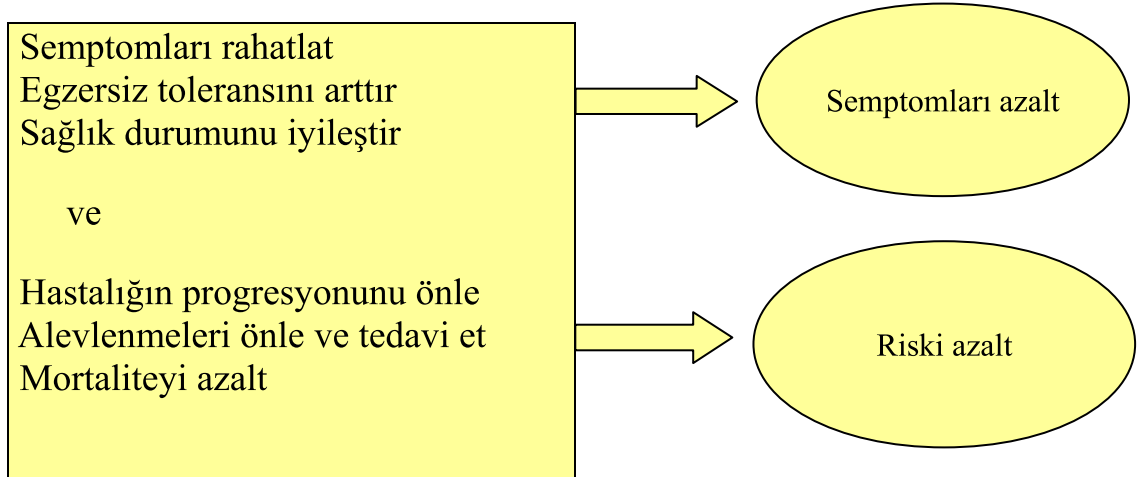 Semptomları rahatlat
Egzersiz toleransını arttır
Sağlık durumunu iyileştir
ve
Hastalığın progresyonunu önle
Alevlenmeleri önle ve tedavi et
Mortaliteyi azalt
Semptomları azalt
Riski azalt